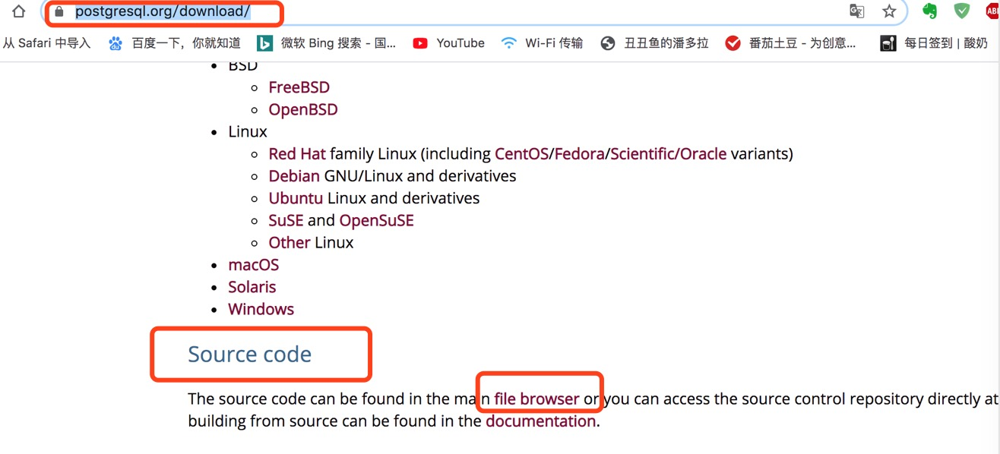 postgresql.org/download/
从 Safari 中导入 百度一下，你就知道 微软 Bing 搜索 - 国... YouTube Wi-Fi 传输 丑丑鱼的潘多拉 番茄土豆 - 为创意... 每日签到 | 酸奶
BSD
FreeBSD
OpenBSD
Linux
Red Hat family Linux (including CentOS/Fedora/Scientific/Oracle variants)
Debian GNU/Linux and derivatives
Ubuntu Linux and derivatives
SuSE and OpenSuSE
Other Linux
macOS
Solaris
Windows
Source code
The source code can be found in the main file browser or you can access the source control repository directly at
building from source can be found in the documentation.